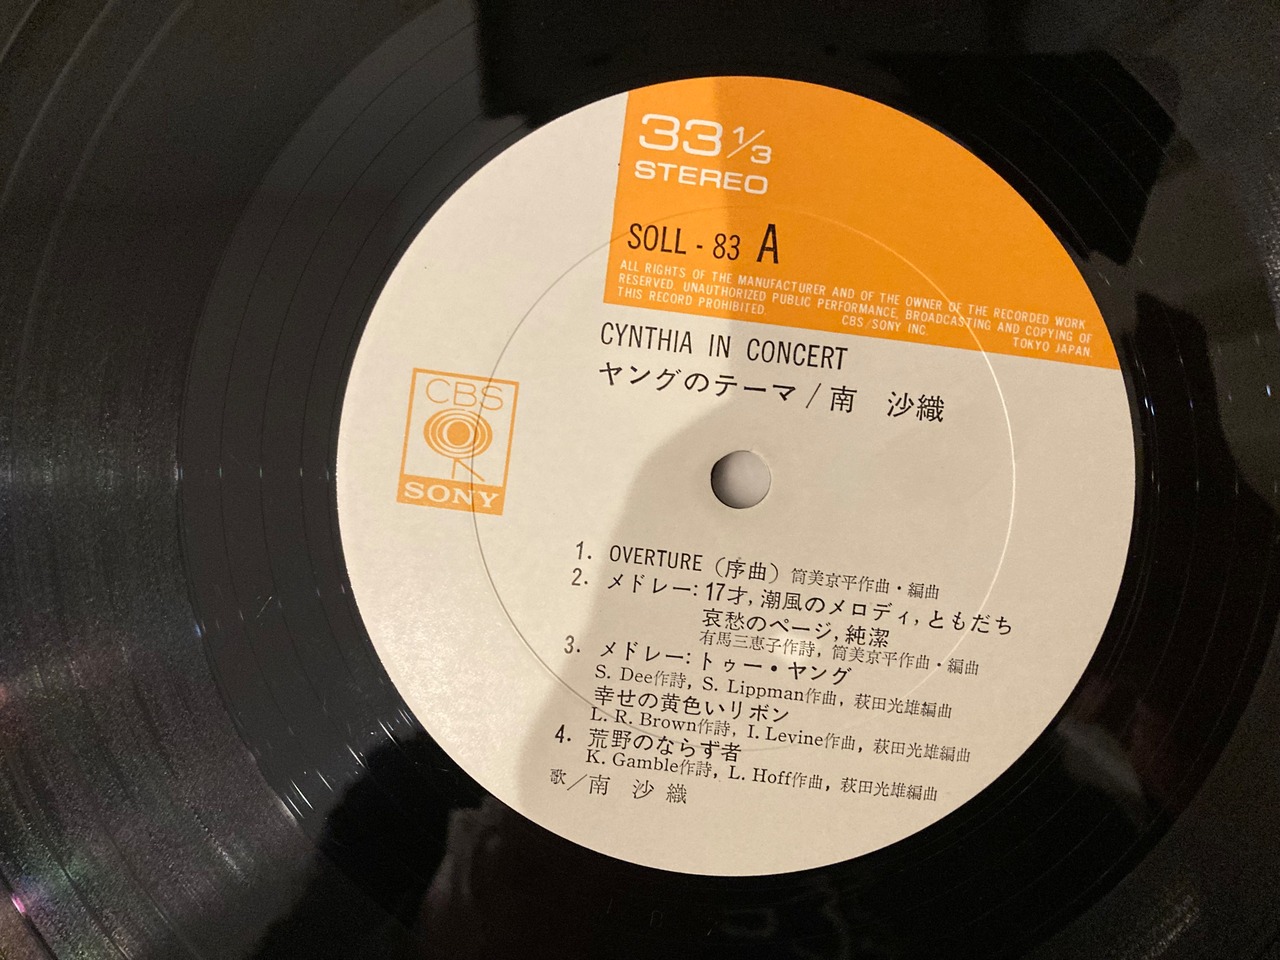 33 1/3
STEREO
SOLL - 83 A
ALL RIGHTS OF THE MANUFACTURER AND OF THE OWNER OF THE RECORDED WORK
RESERVED. UNAUTHORIZED PUBLIC PERFORMANCE, BROADCASTING AND COPYING OF
THIS RECORD PROHIBITED. CBS/SONY INC. TOKYO JAPAN.
CYNTHIA IN CONCERT
ヤングのテーマ/南 沙織
CBS
SONY
1. OVERTURE (序曲) 筒美京平作曲・編曲
2. メドレー: 17才, 潮風のメロディ, ともだち
哀愁のページ, 純潔
有馬三恵子作詩, 筒美京平作曲・編曲
3. メドレー: トゥー・ヤング
S. Dee作詩, S. Lippman作曲, 萩田光雄編曲
幸せの黄色いリボン
L. R. Brown作詩, I. Levine作曲, 萩田光雄編曲
4. 荒野のならず者
K. Gamble作詩, L. Hoff作曲, 萩田光雄編曲
歌/南 沙織